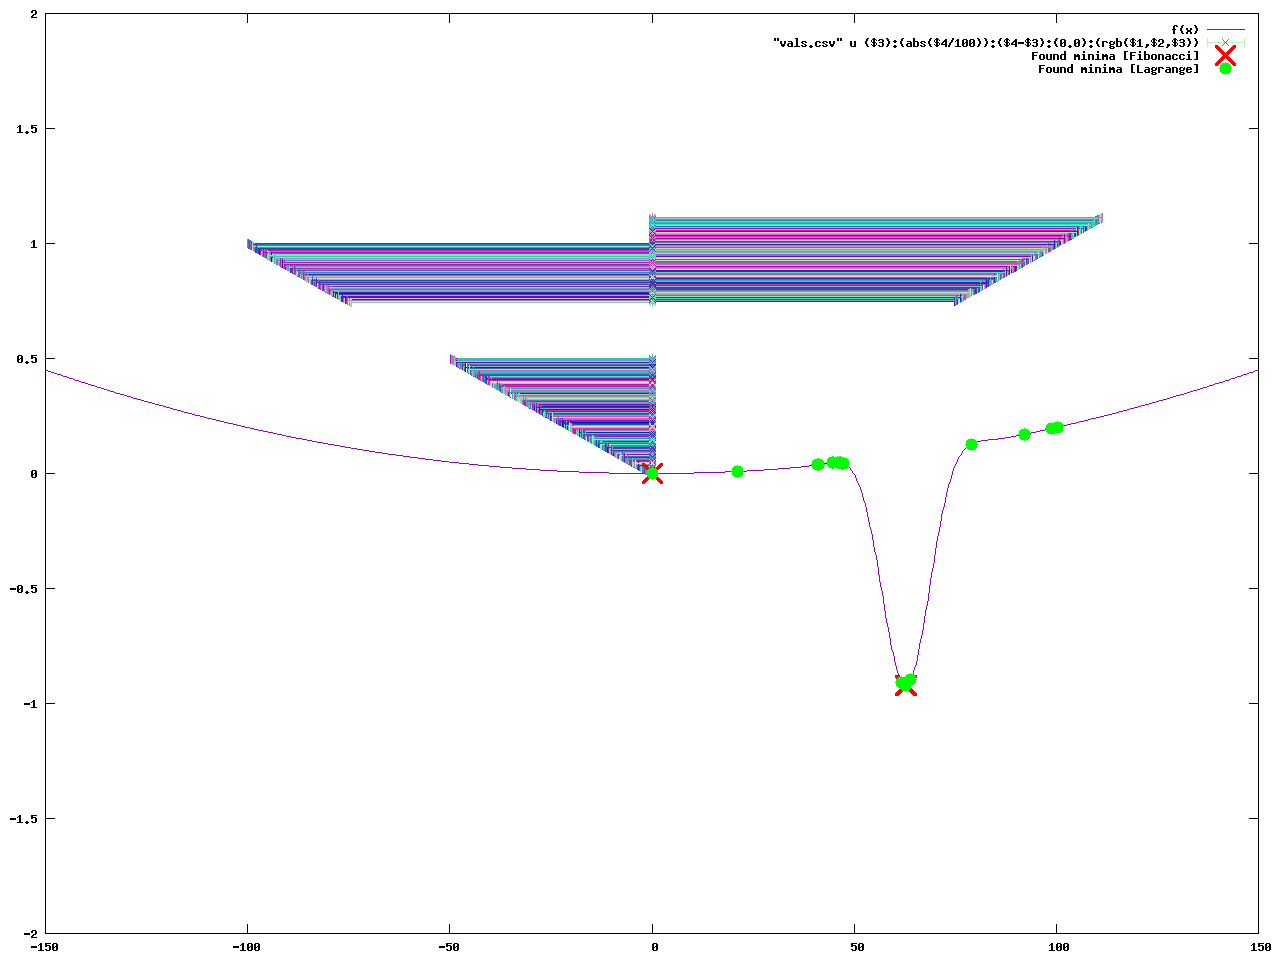 2
f(x)
"vals.csv" u ($3):(abs($4/100)):($4-$3):(0.0):(rgb($1,$2,$3))
Found minima [Fibonacci]
Found minima [Lagrange]
1.5
1
0.5
0
-0.5
-1
-1.5
-2
-150 -100 -50 0 50 100 150